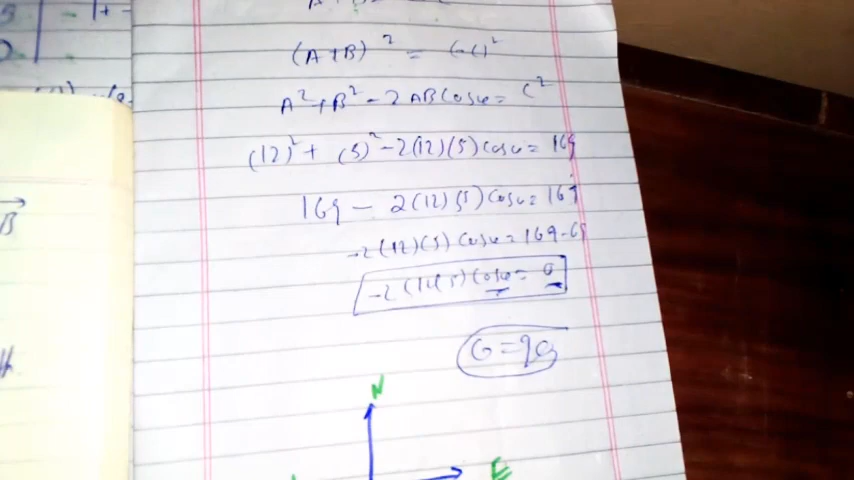 (A+B)² = (-C)²
A²+B² - 2ABCosθ = C²
(12)² + (5)² - 2(12)(5)cosθ = 169
169 - 2(12)(5)Cosθ = 169
-2(12)(5) Cosθ = 169-169
-2(12)(5)Cosθ = 0
θ = 90
N
E
B